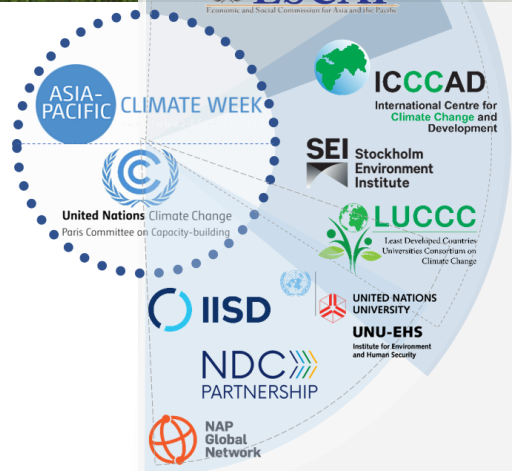 ESCAP
Economic and Social Commission for Asia and the Pacific
ASIA-
PACIFIC CLIMATE WEEK
United Nations Climate Change
Paris Committee on Capacity-building
ICCCAD
International Centre for
Climate Change and
Development
SEI Stockholm
Environment
Institute
LUCCC
Least Developed Countries
Universities Consortium on
Climate Change
IISD
UNITED NATIONS
UNIVERSITY
UNU-EHS
Institute for Environment
and Human Security
NDC
PARTNERSHIP
NAP
Global
Network